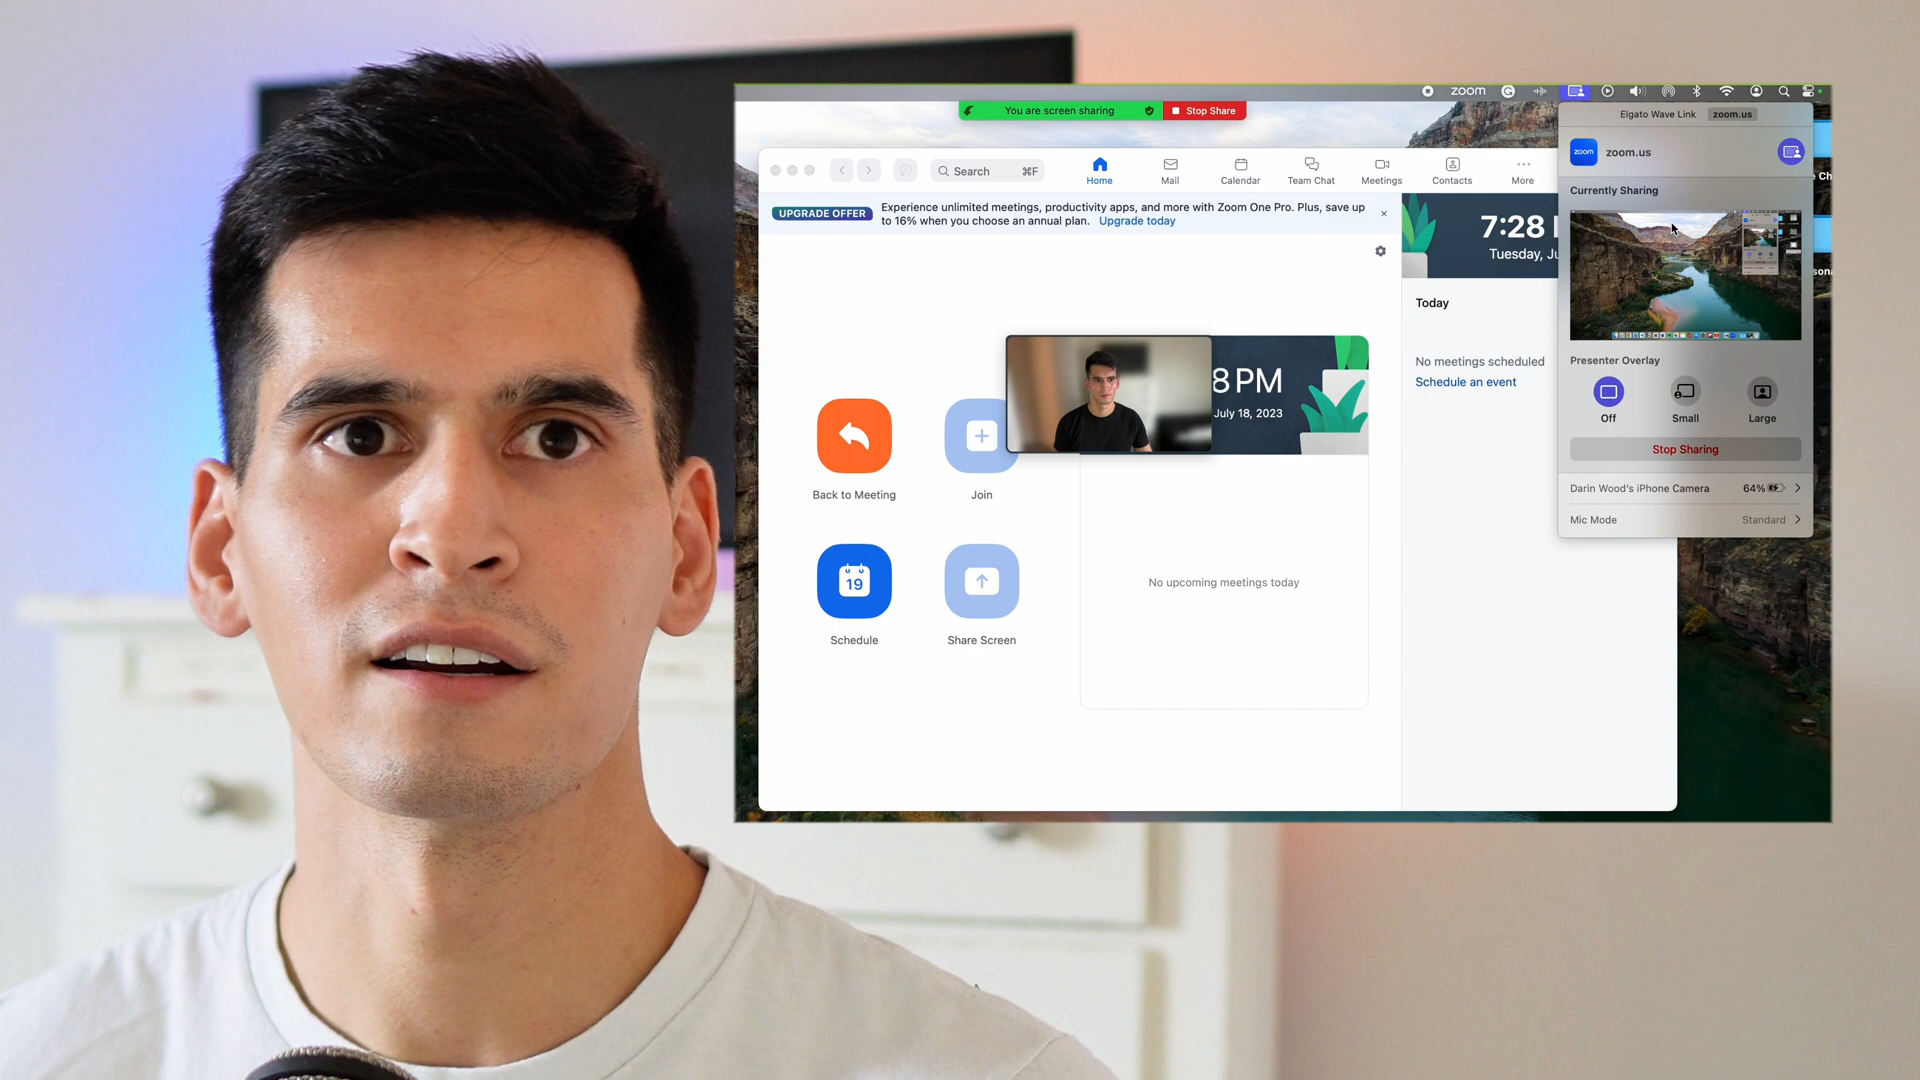 zoom
You are screen sharing
Stop Share
Elgato Wave Link
zoom.us
zoom
zoom.us
Search
⌘F
Home
Mail
Calendar
Team Chat
Meetings
Contacts
More
Currently Sharing
UPGRADE OFFER
Experience unlimited meetings, productivity apps, and more with Zoom One Pro. Plus, save up
to 16% when you choose an annual plan. Upgrade today
7:28
Tuesday, Ju
Today
No meetings scheduled
Schedule an event
Presenter Overlay
Off
Small
Large
Stop Sharing
Darin Wood's iPhone Camera
64%
Mic Mode
Standard
8 PM
July 18, 2023
Back to Meeting
Join
19
Schedule
Share Screen
No upcoming meetings today